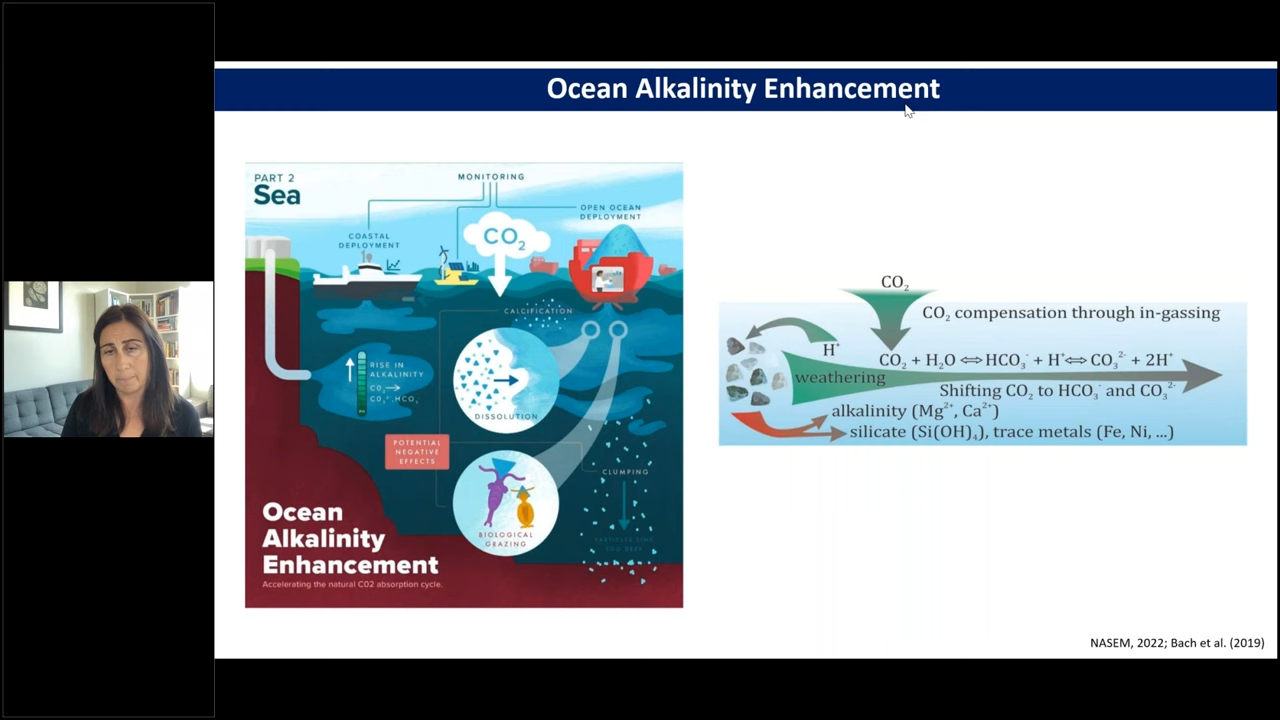 Ocean Alkalinity Enhancement
PART 2
Sea
MONITORING
OPEN OCEAN
DEPLOYMENT
COASTAL
DEPLOYMENT
CO2
CALCIFICATION
RISE IN
ALKALINITY
DISSOLUTION
POTENTIAL
NEGATIVE
EFFECTS
CLUMPING
BIOLOGICAL
GRAZING
PARTICLES SINK
TOO DEEP
Ocean
Alkalinity
Enhancement
Accelerating the natural CO2 absorption cycle.
CO₂
CO₂ compensation through in-gassing
H⁺
CO₂ + H₂O ⇔ HCO₃⁻ + H⁺ ⇔ CO₃²⁻ + 2H⁺
weathering
Shifting CO₂ to HCO₃⁻ and CO₃²⁻
alkalinity (Mg²⁺, Ca²⁺)
silicate (Si(OH)₄), trace metals (Fe, Ni, ...)
NASEM, 2022; Bach et al. (2019)